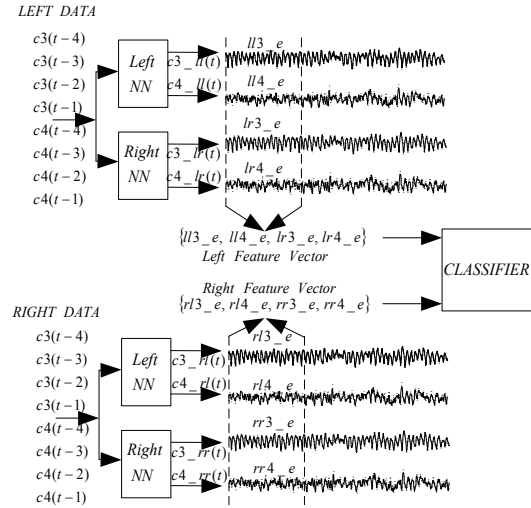 LEFT DATA
c3(t−4)
c3(t−3)
c3(t−2)
c3(t−1)
c4(t−4)
c4(t−3)
c4(t−2)
c4(t−1)
Left
NN
Right
NN
c3_ll(t)
c4_ll(t)
c3_lr(t)
c4_lr(t)
ll3_e
ll4_e
lr3_e
lr4_e
{ll3_e, ll4_e, lr3_e, lr4_e}
Left Feature Vector
CLASSIFIER
Right Feature Vector
{rl3_e, rl4_e, rr3_e, rr4_e}
RIGHT DATA
c3(t−4)
c3(t−3)
c3(t−2)
c3(t−1)
c4(t−4)
c4(t−3)
c4(t−2)
c4(t−1)
Left
NN
Right
NN
c3_rl(t)
c4_rl(t)
c3_rr(t)
c4_rr(t)
rl3_e
rl4_e
rr3_e
rr4_e